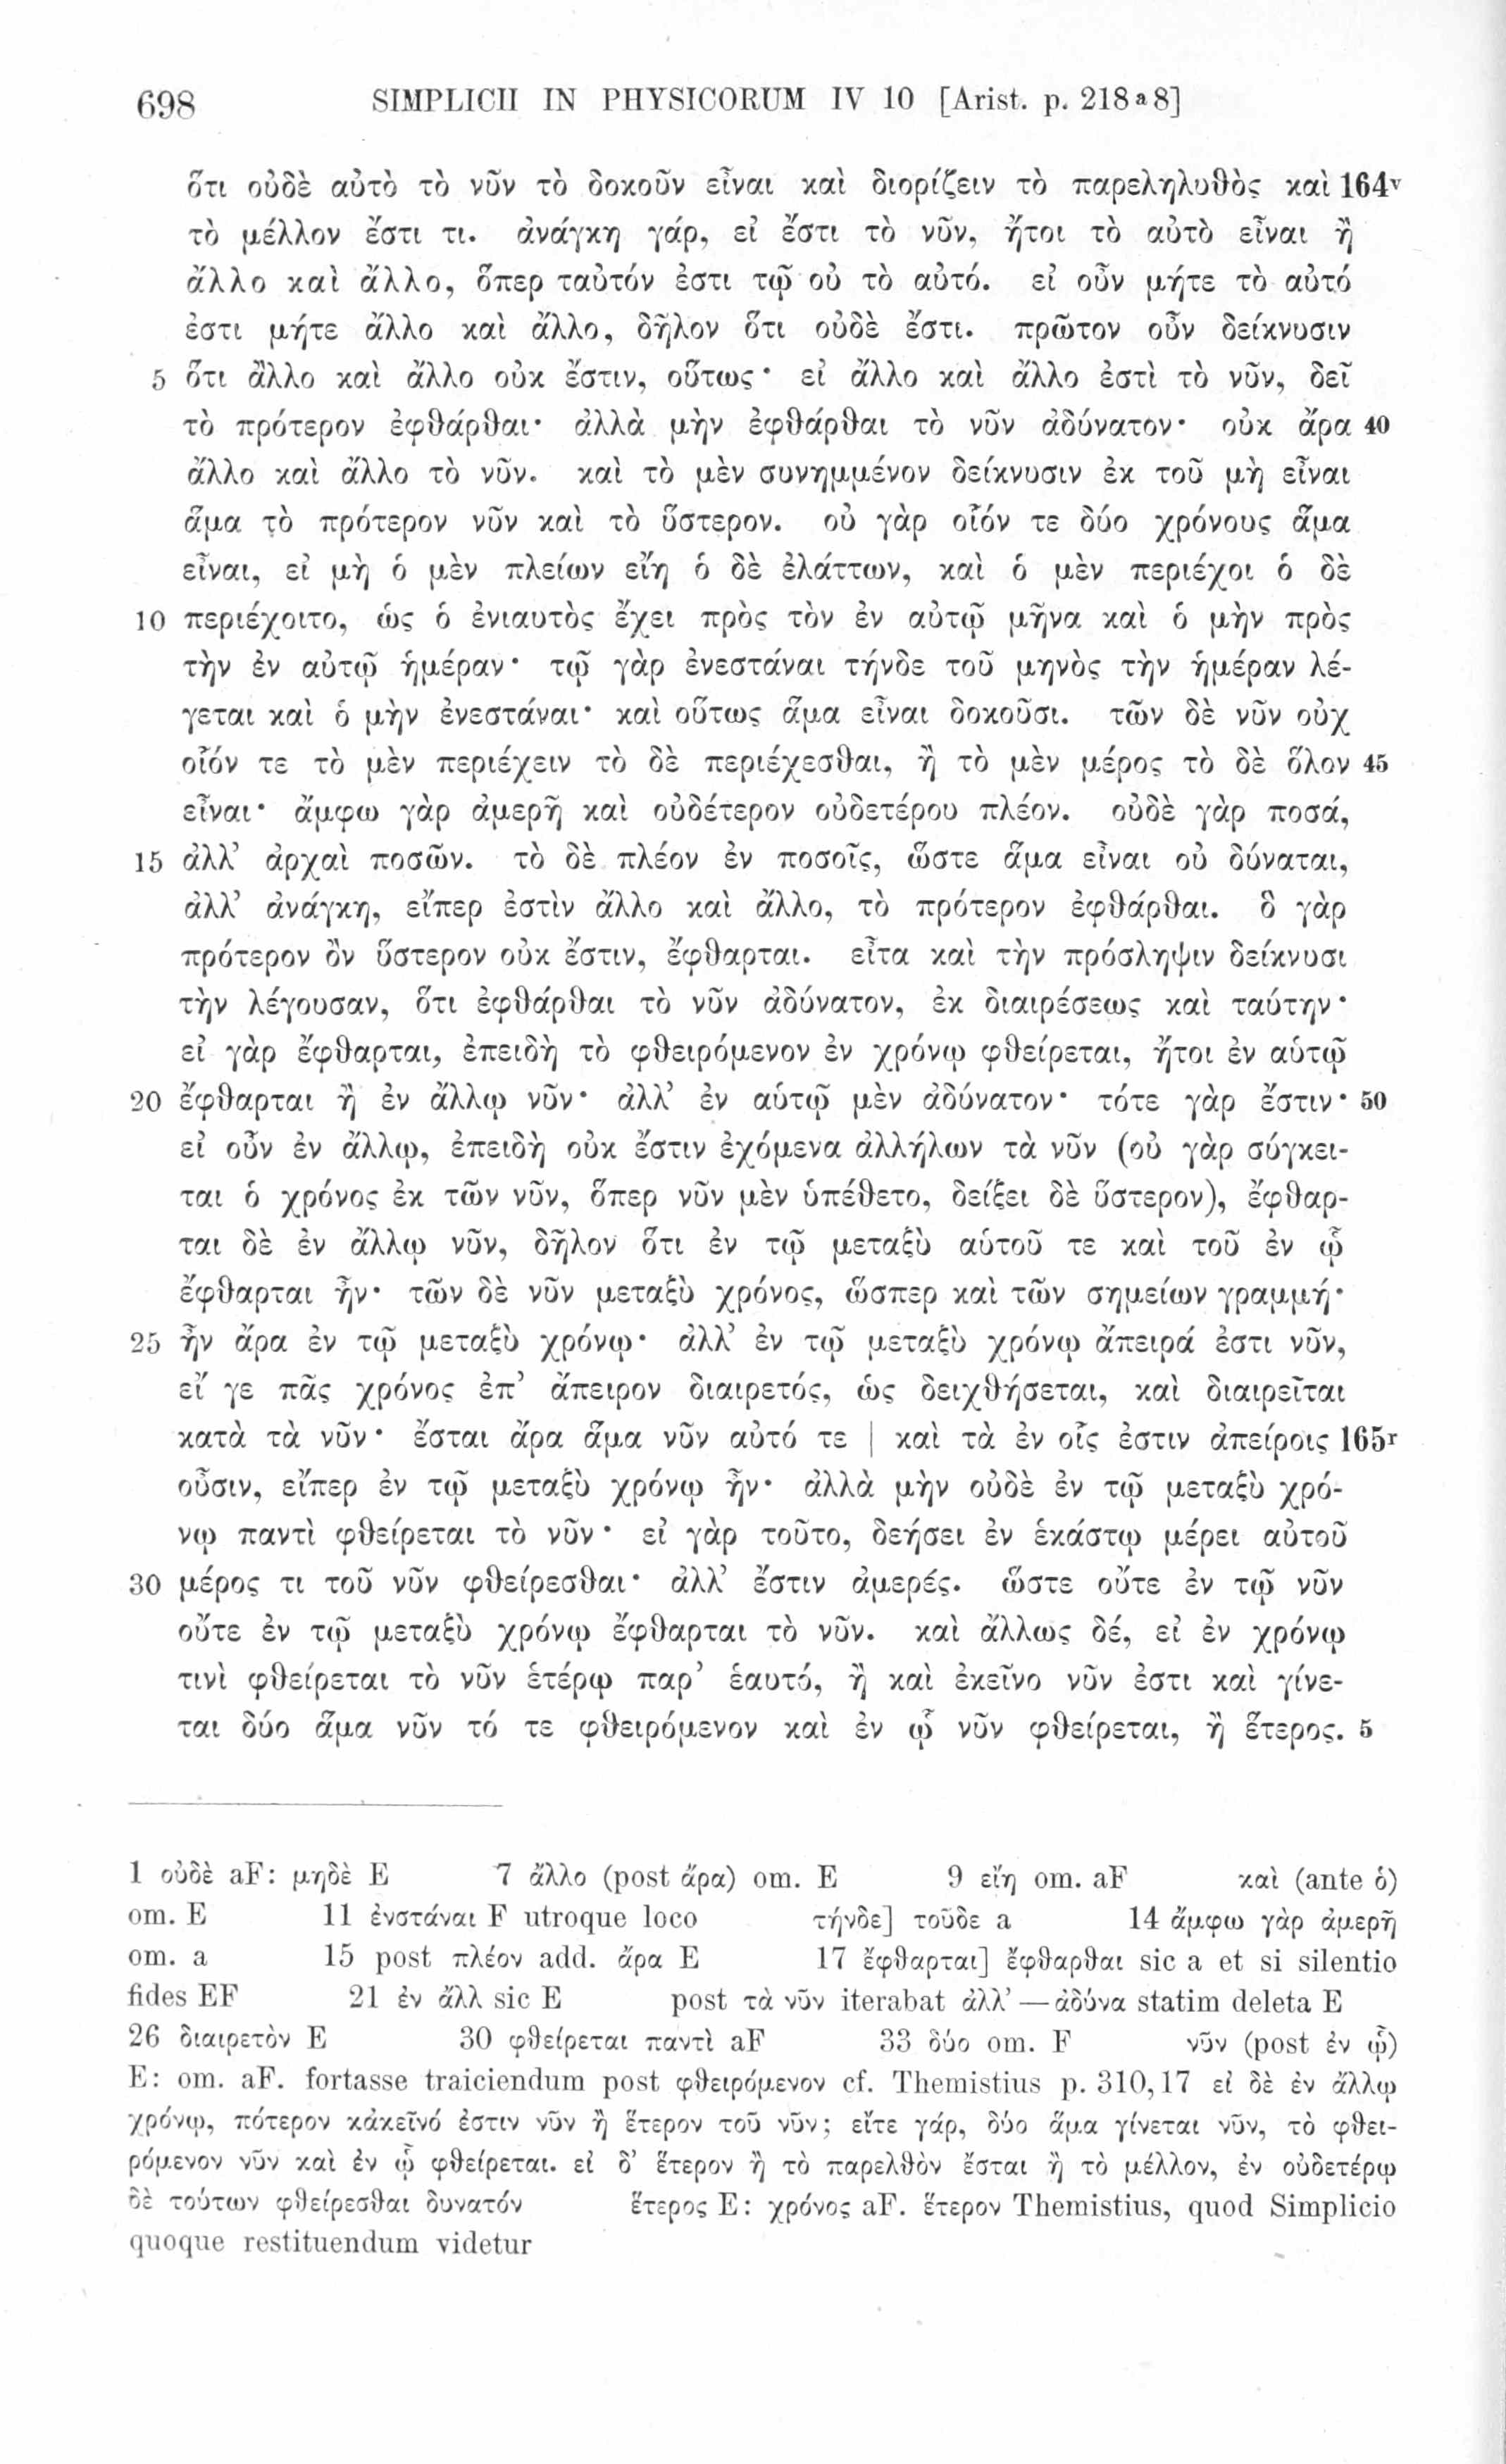 698 SIMPLICII IN PHYSICORUM IV 10 [Arist. p. 218ᵃ8]
ὅτι οὐδὲ αὐτὸ τὸ νῦν τὸ δοκοῦν εἶναι καὶ διορίζειν τὸ παρεληλυθὸς καὶ 164ᵛ
τὸ μέλλον ἔστι τι. ἀνάγκη γάρ, εἰ ἔστι τὸ νῦν, ἤτοι τὸ αὐτὸ εἶναι ἢ
ἄλλο καὶ ἄλλο, ὅπερ ταὐτόν ἐστι τῷ οὐ τὸ αὐτό. εἰ οὖν μήτε τὸ αὐτό
ἐστι μήτε ἄλλο καὶ ἄλλο, δῆλον ὅτι οὐδὲ ἔστι. πρῶτον οὖν δείκνυσιν
5 ὅτι ἄλλο καὶ ἄλλο οὐκ ἔστιν, οὕτως· εἰ ἄλλο καὶ ἄλλο ἐστὶ τὸ νῦν, δεῖ
τὸ πρότερον ἐφθάρθαι· ἀλλὰ μὴν ἐφθάρθαι τὸ νῦν ἀδύνατον· οὐκ ἄρα 40
ἄλλο καὶ ἄλλο τὸ νῦν. καὶ τὸ μὲν συνημμένον δείκνυσιν ἐκ τοῦ μὴ εἶναι
ἅμα τὸ πρότερον νῦν καὶ τὸ ὕστερον. οὐ γὰρ οἷόν τε δύο χρόνους ἅμα
εἶναι, εἰ μὴ ὁ μὲν πλείων εἴη ὁ δὲ ἐλάττων, καὶ ὁ μὲν περιέχοι ὁ δὲ
10 περιέχοιτο, ὡς ὁ ἐνιαυτὸς ἔχει πρὸς τὸν ἐν αὐτῷ μῆνα καὶ ὁ μὴν πρὸς
τὴν ἐν αὐτῷ ἡμέραν· τῷ γὰρ ἐνεστάναι τήνδε τοῦ μηνὸς τὴν ἡμέραν λέ-
γεται καὶ ὁ μὴν ἐνεστάναι· καὶ οὕτως ἅμα εἶναι δοκοῦσι. τῶν δὲ νῦν οὐχ
οἷόν τε τὸ μὲν περιέχειν τὸ δὲ περιέχεσθαι, ἢ τὸ μὲν μέρος τὸ δὲ ὅλον 45
εἶναι· ἄμφω γὰρ ἀμερῆ καὶ οὐδέτερον οὐδετέρου πλέον. οὐδὲ γὰρ ποσά,
15 ἀλλ’ ἀρχαὶ ποσῶν. τὸ δὲ πλέον ἐν ποσοῖς, ὥστε ἅμα εἶναι οὐ δύναται,
ἀλλ’ ἀνάγκη, εἴπερ ἐστὶν ἄλλο καὶ ἄλλο, τὸ πρότερον ἐφθάρθαι. ὃ γὰρ
πρότερον ὂν ὕστερον οὐκ ἔστιν, ἔφθαρται. εἶτα καὶ τὴν πρόσληψιν δείκνυσι
τὴν λέγουσαν, ὅτι ἐφθάρθαι τὸ νῦν ἀδύνατον, ἐκ διαιρέσεως καὶ ταύτην·
εἰ γὰρ ἔφθαρται, ἐπειδὴ τὸ φθειρόμενον ἐν χρόνῳ φθείρεται, ἤτοι ἐν αὑτῷ
20 ἔφθαρται ἢ ἐν ἄλλῳ νῦν· ἀλλ’ ἐν αὑτῷ μὲν ἀδύνατον· τότε γὰρ ἔστιν· 50
εἰ οὖν ἐν ἄλλῳ, ἐπειδὴ οὐκ ἔστιν ἐχόμενα ἀλλήλων τὰ νῦν (οὐ γὰρ σύγκει-
ται ὁ χρόνος ἐκ τῶν νῦν, ὅπερ νῦν μὲν ὑπέθετο, δείξει δὲ ὕστερον), ἔφθαρ-
ται δὲ ἐν ἄλλῳ νῦν, δῆλον ὅτι ἐν τῷ μεταξὺ αὑτοῦ τε καὶ τοῦ ἐν ᾧ
ἔφθαρται ἦν· τῶν δὲ νῦν μεταξὺ χρόνος, ὥσπερ καὶ τῶν σημείων γραμμή·
25 ἦν ἄρα ἐν τῷ μεταξὺ χρόνῳ· ἀλλ’ ἐν τῷ μεταξὺ χρόνῳ ἄπειρά ἐστι νῦν,
εἴ γε πᾶς χρόνος ἐπ’ ἄπειρον διαιρετός, ὡς δειχθήσεται, καὶ διαιρεῖται
κατὰ τὰ νῦν· ἔσται ἄρα ἅμα νῦν αὐτό τε | καὶ τὰ ἐν οἷς ἐστιν ἀπείροις 165ʳ
οὖσιν, εἴπερ ἐν τῷ μεταξὺ χρόνῳ ἦν· ἀλλὰ μὴν οὐδὲ ἐν τῷ μεταξὺ χρό-
νῳ παντὶ φθείρεται τὸ νῦν· εἰ γὰρ τοῦτο, δεήσει ἐν ἑκάστῳ μέρει αὐτοῦ
30 μέρος τι τοῦ νῦν φθείρεσθαι· ἀλλ’ ἔστιν ἀμερές. ὥστε οὔτε ἐν τῷ νῦν
οὔτε ἐν τῷ μεταξὺ χρόνῳ ἔφθαρται τὸ νῦν. καὶ ἄλλως δέ, εἰ ἐν χρόνῳ
τινὶ φθείρεται τὸ νῦν ἑτέρῳ παρ’ ἑαυτό, ἢ καὶ ἐκεῖνο νῦν ἐστι καὶ γίνε-
ται δύο ἅμα νῦν τό τε φθειρόμενον καὶ ἐν ᾧ νῦν φθείρεται, ἢ ἕτερος. 5
1 οὐδὲ aF: μηδὲ E 7 ἄλλο (post ἄρα) om. E 9 εἴη om. aF καὶ (ante ὁ)
om. E 11 ἐνστάναι F utroque loco τήνδε] τοῦδε a 14 ἄμφω γὰρ ἀμερῆ
om. a 15 post πλέον add. ἄρα E 17 ἔφθαρται] ἔφθαρθαι sic a et si silentio
fides EF 21 ἐν ἄλλ sic E post τὰ νῦν iterabat ἀλλ’ — ἀδύνα statim deleta E
26 διαιρετὸν E 30 φθείρεται παντὶ aF 33 δύο om. F νῦν (post ἐν ᾧ)
E: om. aF. fortasse traiciendum post φθειρόμενον cf. Themistius p. 310,17 εἰ δὲ ἐν ἄλλῳ
χρόνῳ, πότερον κἀκεῖνό ἐστιν νῦν ἢ ἕτερον τοῦ νῦν; εἴτε γάρ, δύο ἅμα γίνεται νῦν, τὸ φθει-
ρόμενον νῦν καὶ ἐν ᾧ φθείρεται. εἰ δ’ ἕτερον ἢ τὸ παρελθὸν ἔσται ἢ τὸ μέλλον, ἐν οὐδετέρῳ
δὲ τούτων φθείρεσθαι δυνατόν ἕτερος E: χρόνος aF. ἕτερον Themistius, quod Simplicio
quoque restituendum videtur